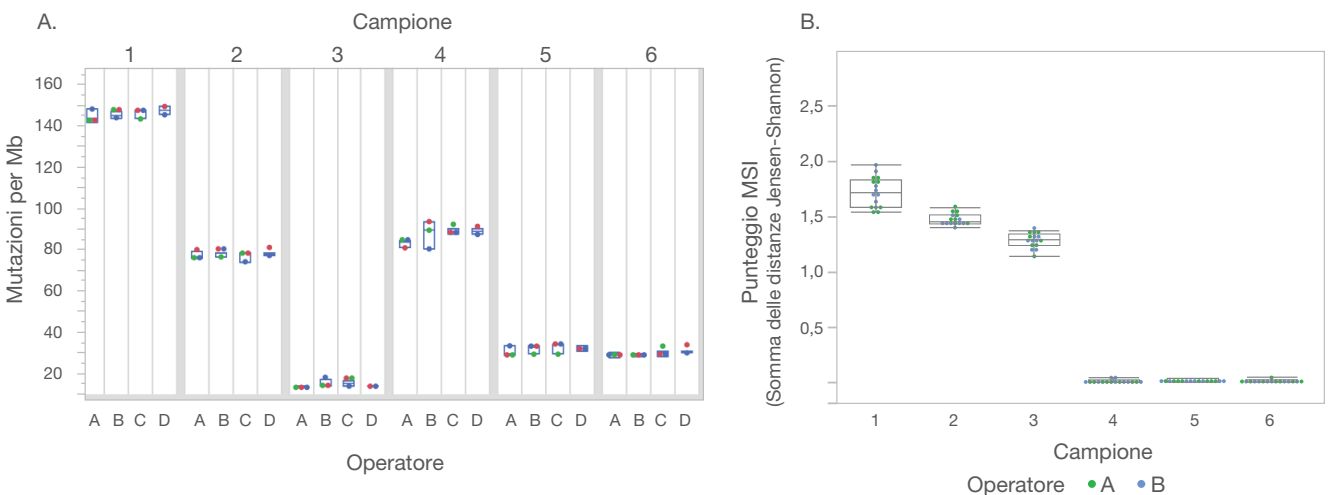 A.
Campione
1 2 3 4 5 6
Mutazioni per Mb
160
140
120
100
80
60
40
20
A B C D A B C D A B C D A B C D A B C D A B C D
Operatore
B.
Punteggio MSI
(Somma delle distanze Jensen-Shannon)
2,5
2,0
1,5
1,0
0,5
1 2 3 4 5 6
Campione
Operatore A B